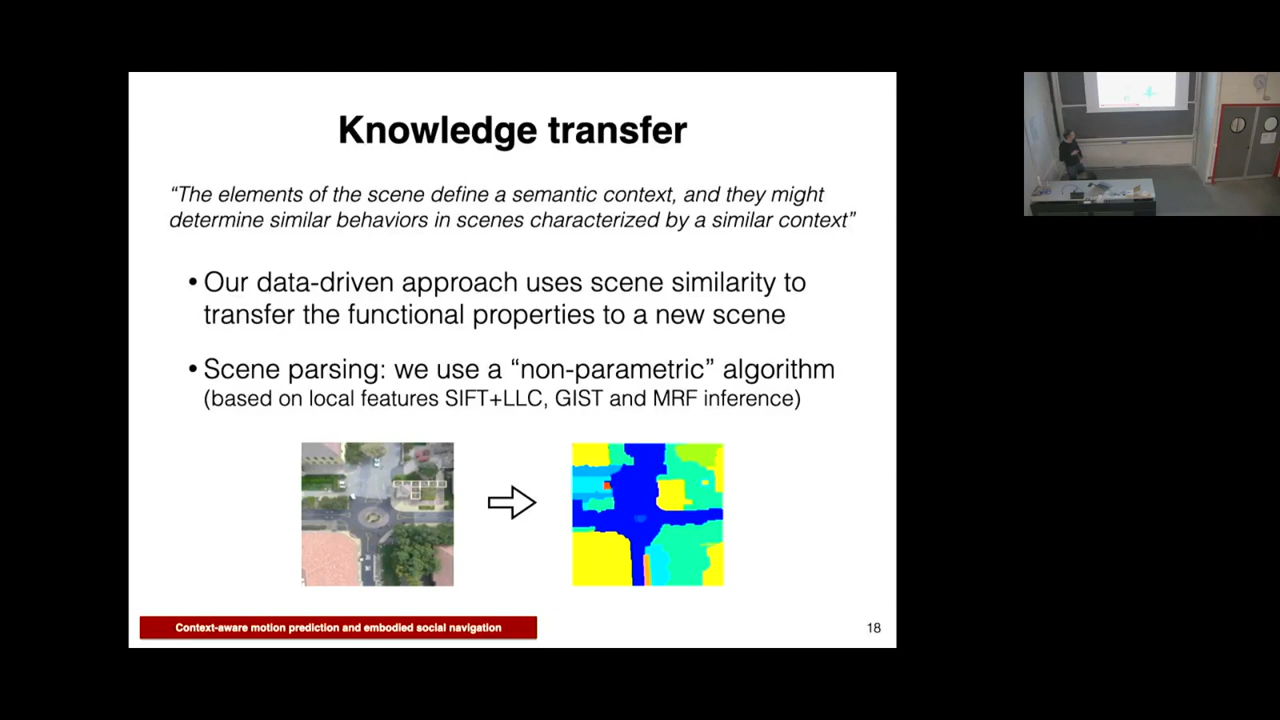 Knowledge transfer
“The elements of the scene define a semantic context, and they might
determine similar behaviors in scenes characterized by a similar context”
• Our data-driven approach uses scene similarity to
transfer the functional properties to a new scene
• Scene parsing: we use a “non-parametric” algorithm
(based on local features SIFT+LLC, GIST and MRF inference)
Context-aware motion prediction and embodied social navigation
18